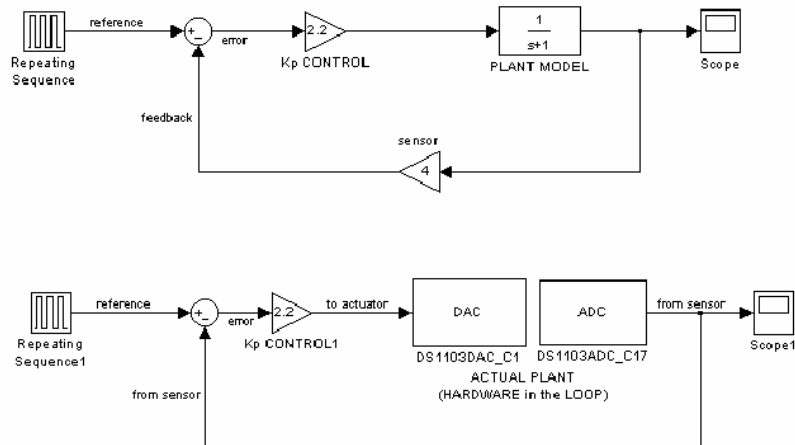 reference
+
-
error
2.2
Kp CONTROL
1
s+1
PLANT MODEL
Scope
Repeating
Sequence
feedback
sensor
4
reference
+
-
error
2.2
Kp CONTROL1
to actuator
DAC
DS1103DAC_C1
ADC
DS1103ADC_C17
from sensor
Scope1
Repeating
Sequence1
ACTUAL PLANT
(HARDWARE in the LOOP)
from sensor